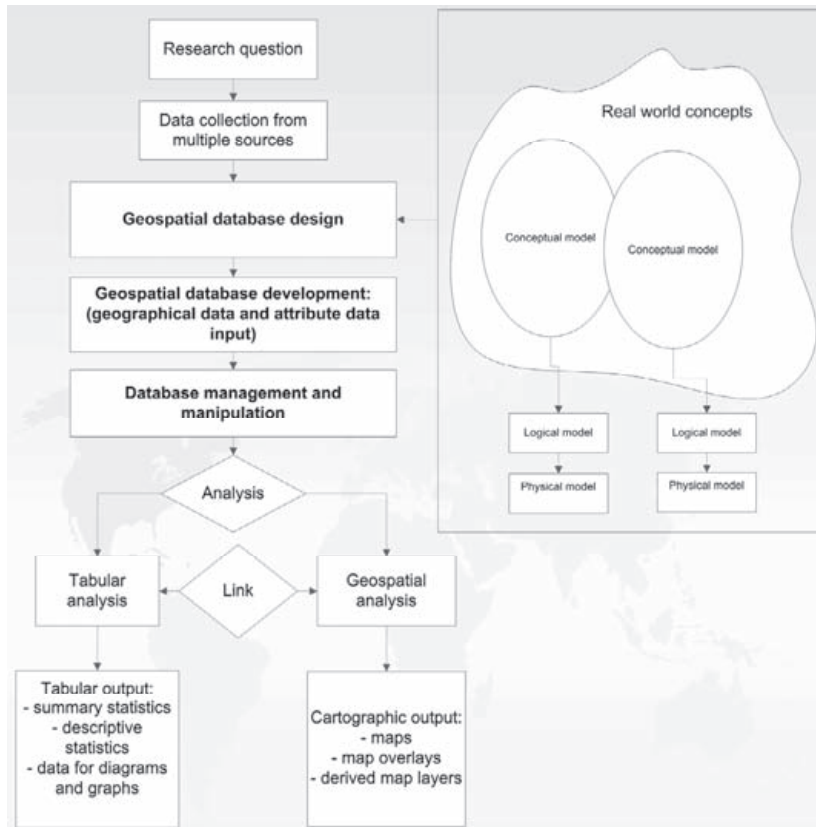 Research question
Data collection from
multiple sources
Geospatial database design
Geospatial database development:
(geographical data and attribute data
input)
Database management and
manipulation
Analysis
Tabular
analysis
Link
Geospatial
analysis
Tabular output:
- summary statistics
- descriptive
statistics
- data for diagrams
and graphs
Cartographic output:
- maps
- map overlays
- derived map layers
Real world concepts
Conceptual model
Conceptual model
Logical model
Logical model
Physical model
Physical model